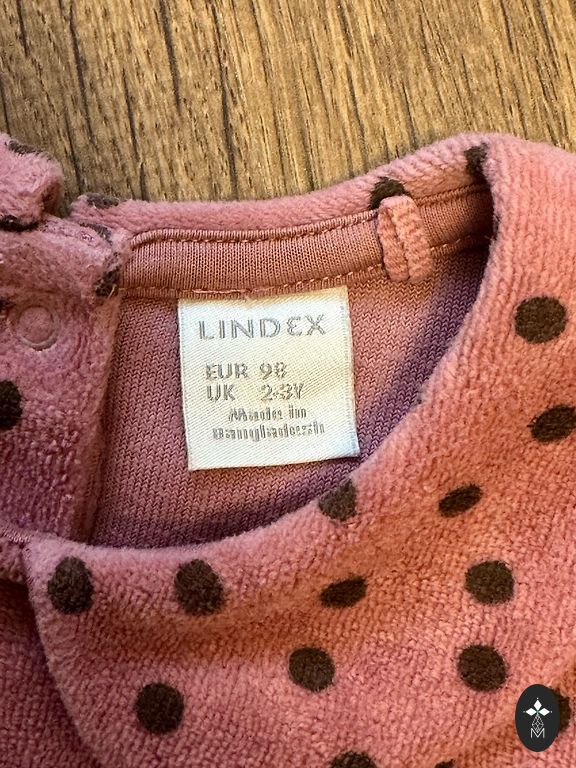 LINDEX
EUR 98
UK 2-3Y
Made in
Bangladesh
M